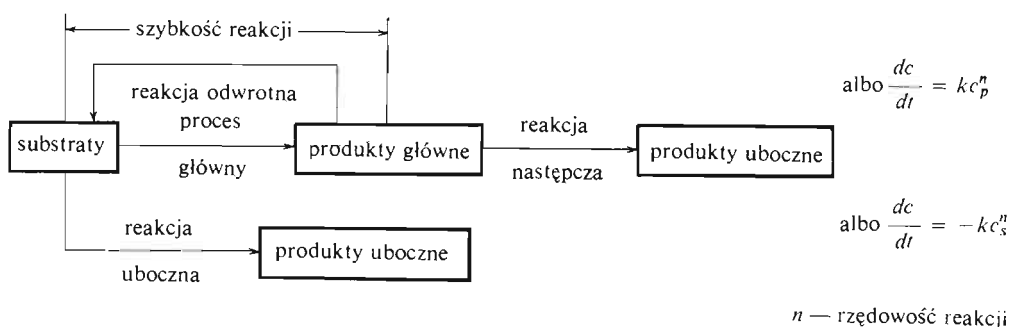 szybkość reakcji
albo dc/dt = kc_p^n
reakcja odwrotna
proces
substraty
produkty główne
reakcja
produkty uboczne
główny
następcza
albo dc/dt = −kc_s^n
reakcja
produkty uboczne
uboczna
n — rzędowość reakcji